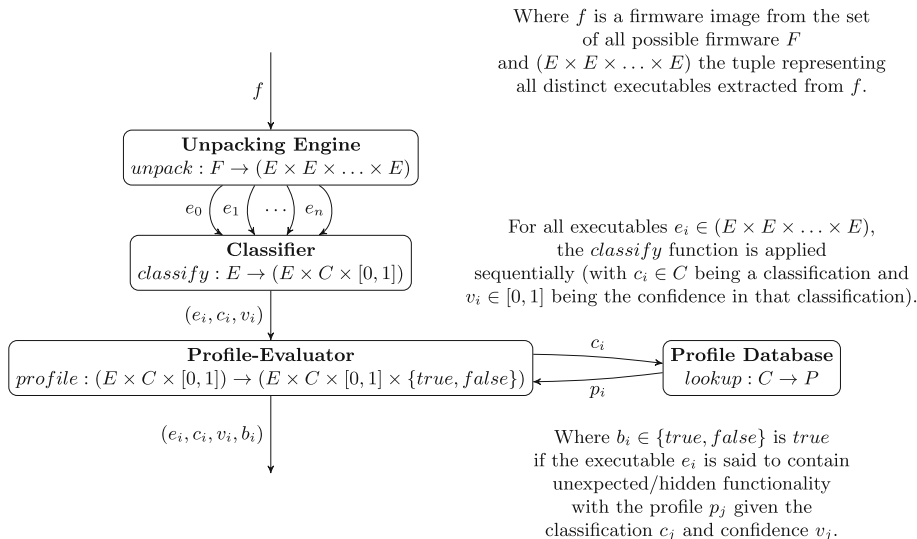 Where f is a firmware image from the set
of all possible firmware F
and (E × E × . . . × E) the tuple representing
all distinct executables extracted from f.
f
Unpacking Engine
unpack : F → (E × E × . . . × E)
e₀ e₁ . . . eₙ
For all executables eᵢ ∈ (E × E × . . . × E),
the classify function is applied
sequentially (with cᵢ ∈ C being a classification and
vᵢ ∈ [0, 1] being the confidence in that classification).
Classifier
classify : E → (E × C × [0, 1])
(eᵢ, cᵢ, vᵢ)
Profile-Evaluator
profile : (E × C × [0, 1]) → (E × C × [0, 1] × {true, false})
cᵢ
pᵢ
Profile Database
lookup : C → P
(eᵢ, cᵢ, vᵢ, bᵢ)
Where bᵢ ∈ {true, false} is true
if the executable eᵢ is said to contain
unexpected/hidden functionality
with the profile pⱼ given the
classification cⱼ and confidence vⱼ.